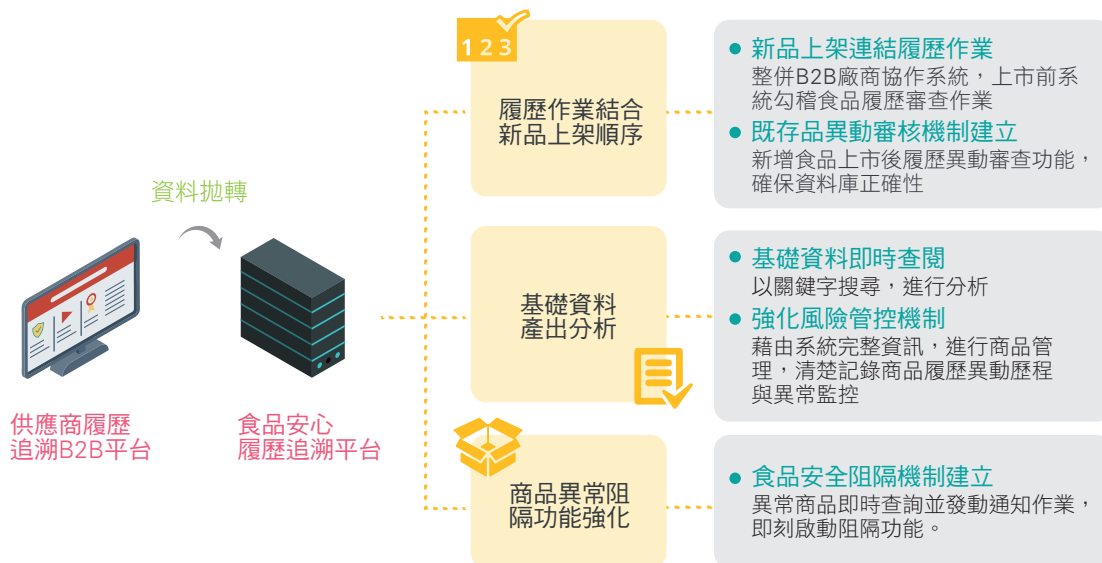 資料拋轉
供應商履歷
追溯B2B平台
食品安心
履歷追溯平台
1 2 3
履歷作業結合
新品上架順序
新品上架連結履歷作業
整併B2B廠商協作系統，上市前系
統勾稽食品履歷審查作業
既存品異動審核機制建立
新增食品上市後履歷異動審查功能，
確保資料庫正確性
基礎資料
產出分析
基礎資料即時查閱
以關鍵字搜尋，進行分析
強化風險管控機制
藉由系統完整資訊，進行商品管
理，清楚記錄商品履歷異動歷程
與異常監控
商品異常阻
隔功能強化
食品安全阻隔機制建立
異常商品即時查詢並發動通知作業，
即刻啟動阻隔功能。